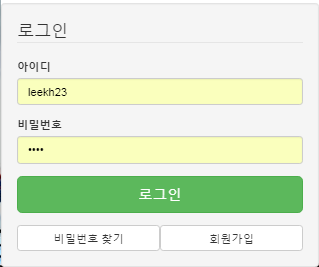 로그인
아이디
leekh23
비밀번호
••••
로그인
비밀번호 찾기
회원가입